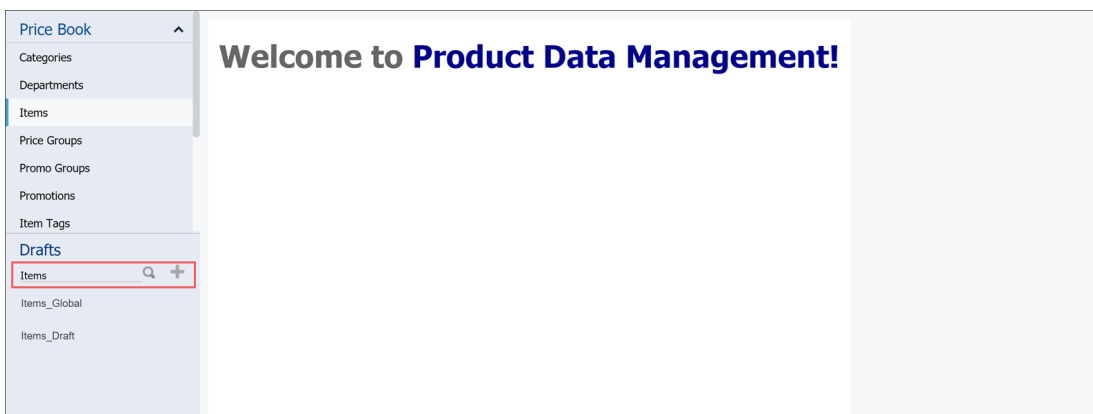 Price Book
Categories
Departments
Items
Price Groups
Promo Groups
Promotions
Item Tags
Drafts
Items
Items_Global
Items_Draft
Welcome to Product Data Management!